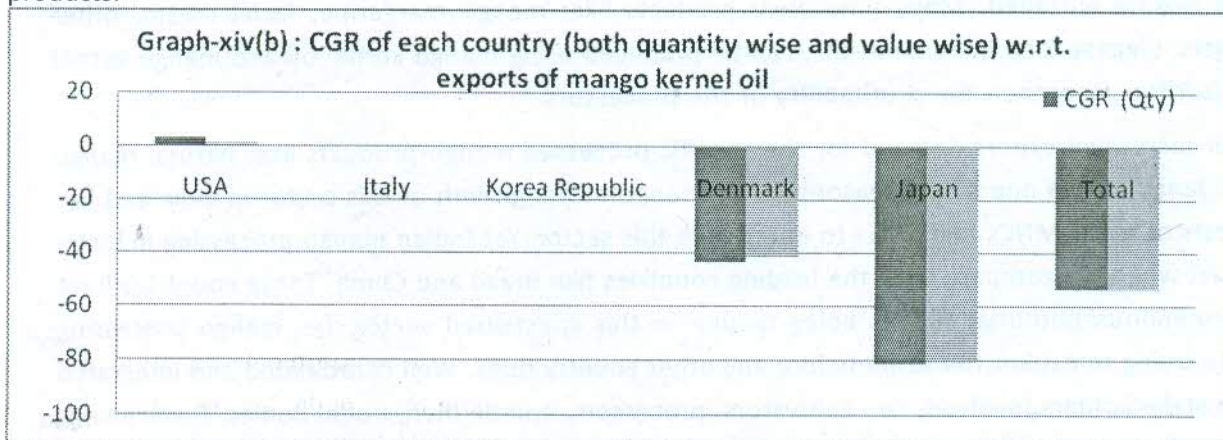 products.
Graph-xiv(b) : CGR of each country (both quantity wise and value wise) w.r.t.
exports of mango kernel oil
CGR (Qty)
20
0
-20
-40
-60
-80
-100
USA
Italy
Korea Republic
Denmark
Japan
Total